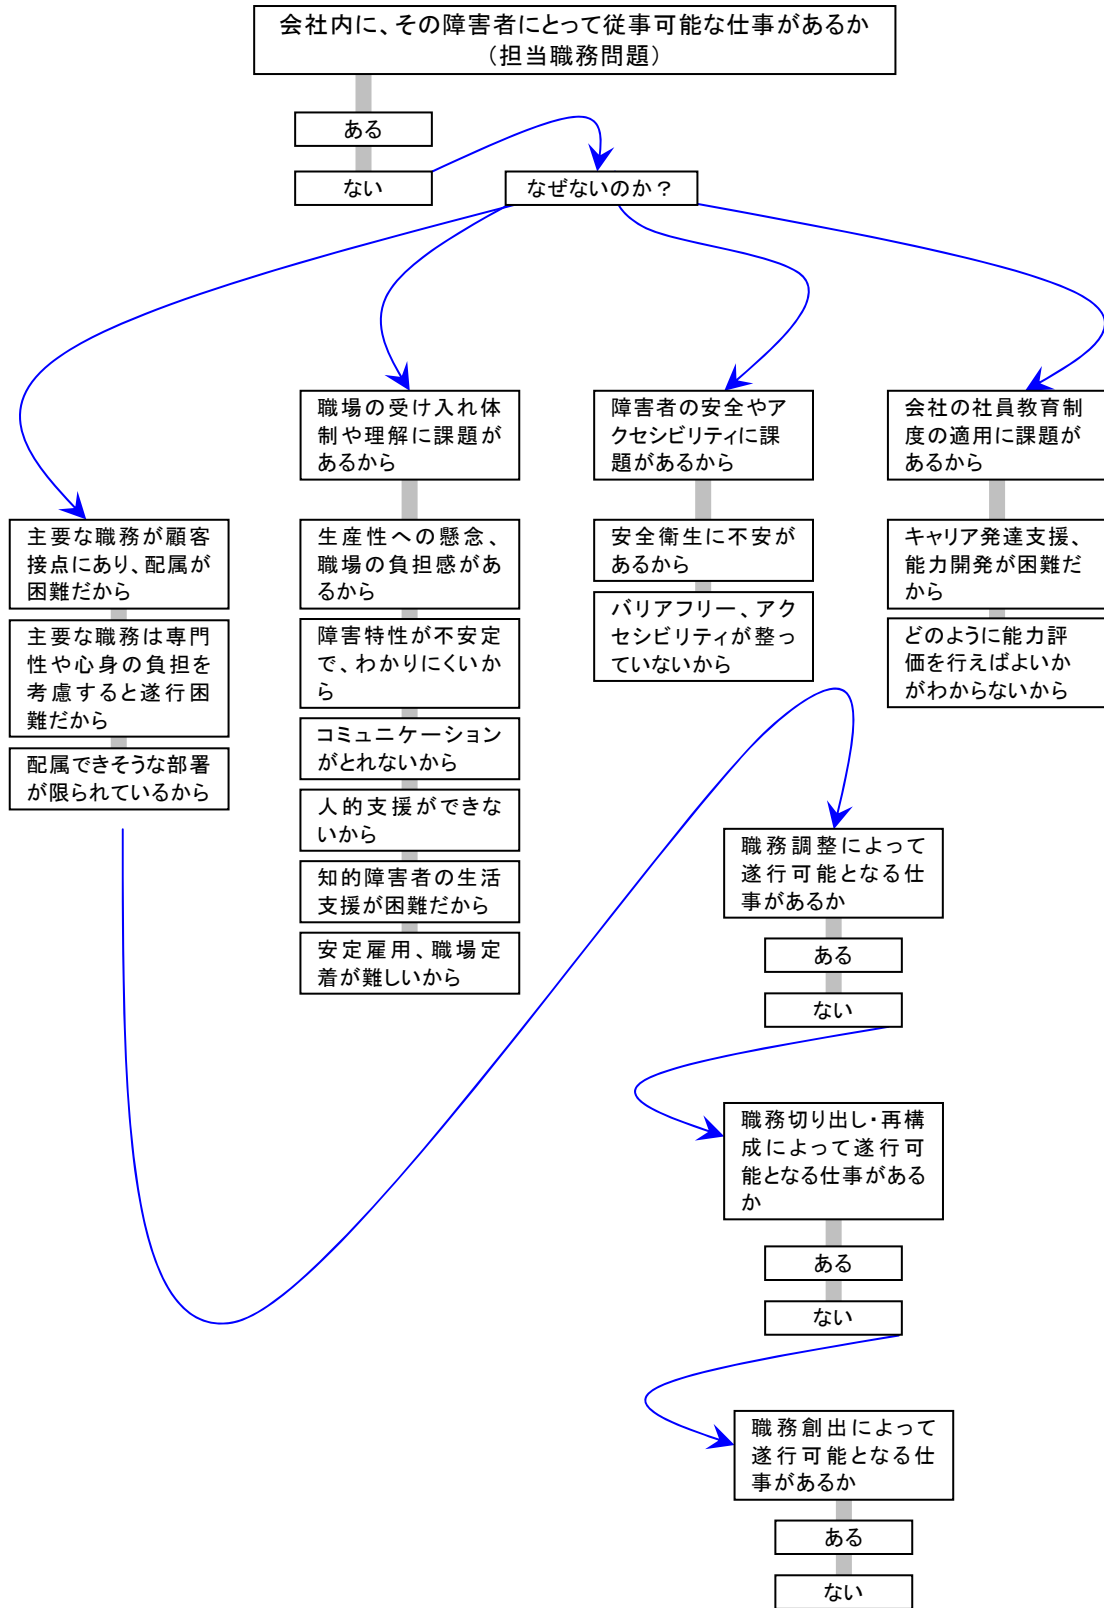 会社内に、その障害者にとって従事可能な仕事があるか
（担当職務問題）
ある
ない
なぜないのか？
職場の受け入れ体
制や理解に課題が
あるから
障害者の安全やア
クセシビリティに課
題があるから
会社の社員教育制
度の適用に課題が
あるから
主要な職務が顧客
接点にあり、配属が
困難だから
主要な職務は専門
性や心身の負担を
考慮すると遂行困
難だから
配属できそうな部署
が限られているから
生産性への懸念、
職場の負担感があ
るから
障害特性が不安定
で、わかりにくいか
ら
コミュニケーション
がとれないから
人的支援ができな
いから
知的障害者の生活
支援が困難だから
安定雇用、職場定
着が難しいから
安全衛生に不安が
あるから
バリアフリー、アク
セシビリティが整っ
ていないから
キャリア発達支援、
能力開発が困難だ
から
どのように能力評
価を行えばよいか
がわからないから
職務調整によって
遂行可能となる仕
事があるか
ある
ない
職務切り出し・再構
成によって遂行可
能となる仕事がある
か
ある
ない
職務創出によって
遂行可能となる仕
事があるか
ある
ない